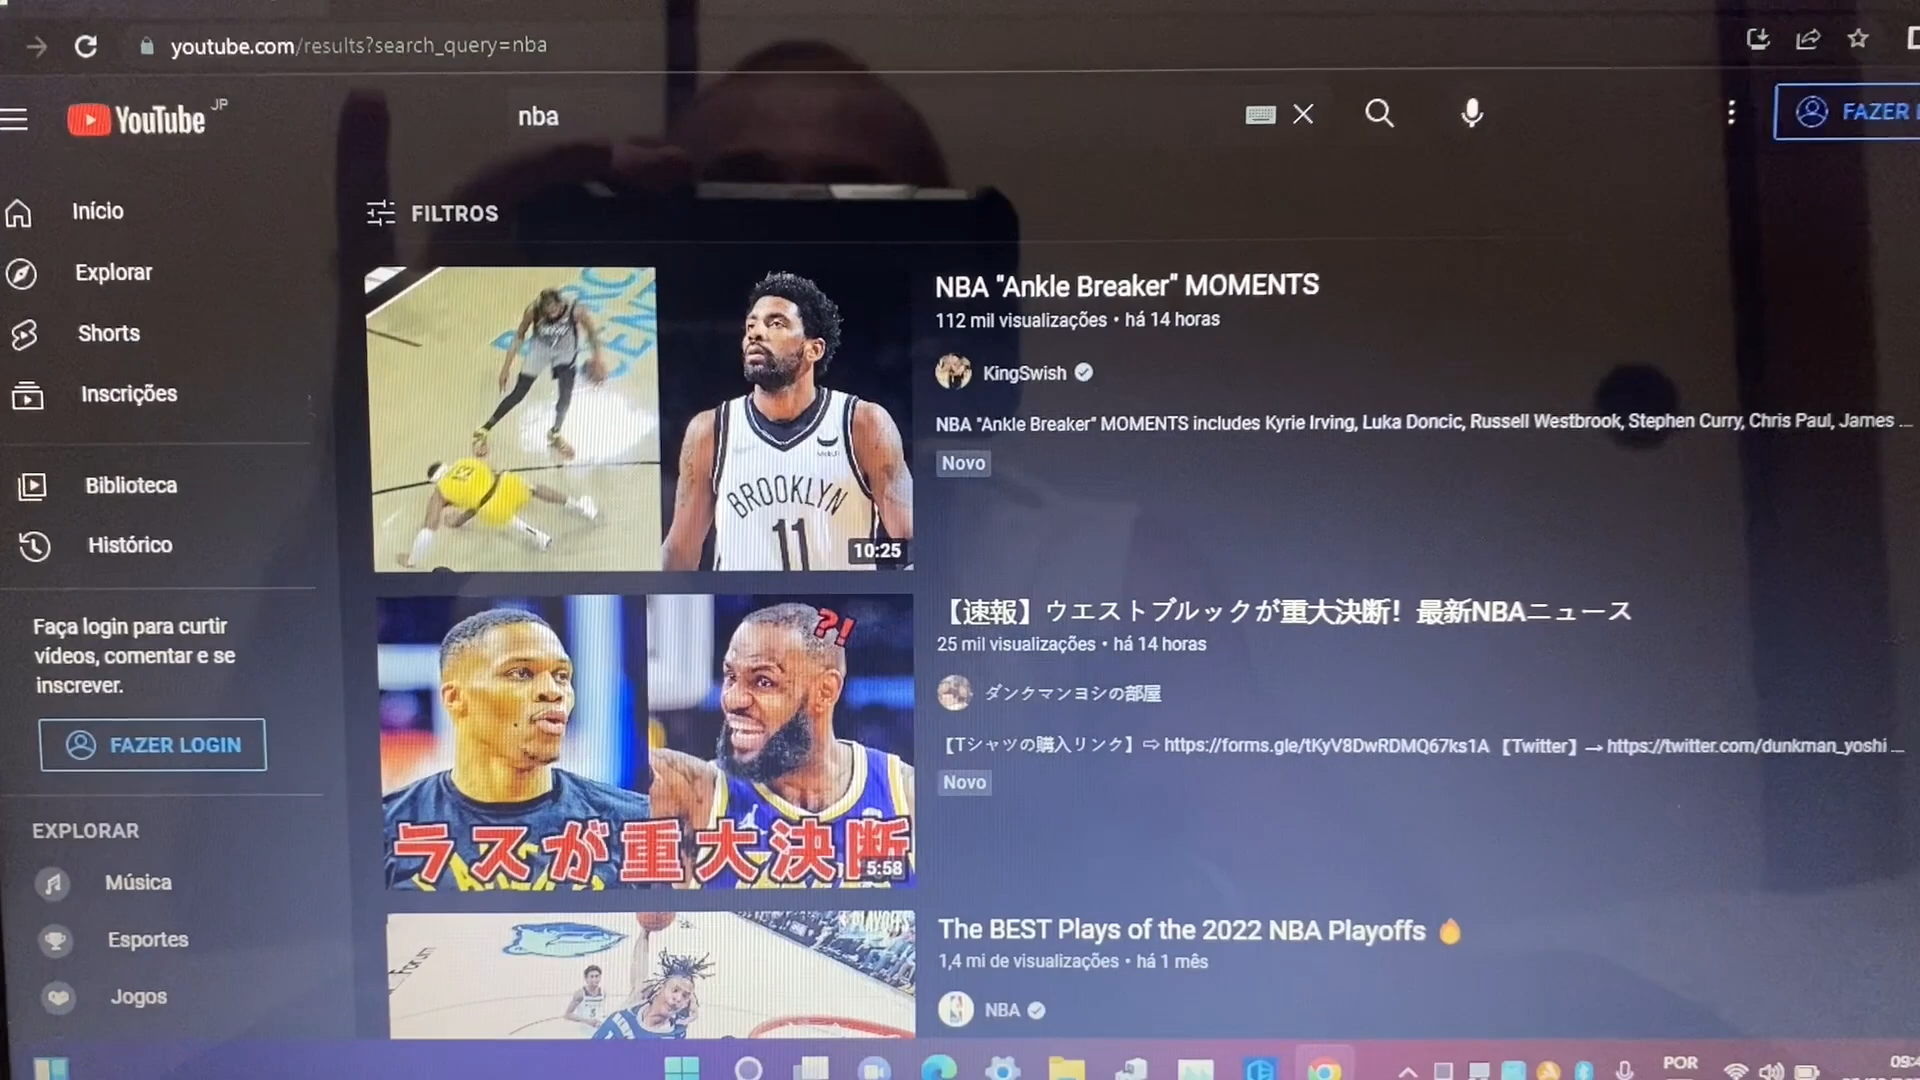 youtube.com/results?search_query=nba
YouTube JP
nba
FAZER
Início
Explorar
Shorts
Inscrições
Biblioteca
Histórico
Faça login para curtir
vídeos, comentar e se
inscrever.
FAZER LOGIN
EXPLORAR
Música
Esportes
Jogos
FILTROS
BROOKLYN
11
10:25
NBA "Ankle Breaker" MOMENTS
112 mil visualizações • há 14 horas
KingSwish
NBA "Ankle Breaker" MOMENTS includes Kyrie Irving, Luka Doncic, Russell Westbrook, Stephen Curry, Chris Paul, James ...
Novo
?!
ラスが重大決断
5:58
【速報】ウエストブルックが重大決断！最新NBAニュース
25 mil visualizações • há 14 horas
ダンクマンヨシの部屋
【Tシャツの購入リンク】⇨ https://forms.gle/tKyV8DwRDMQ67ks1A 【Twitter】→ https://twitter.com/dunkman_yoshi ...
Novo
The BEST Plays of the 2022 NBA Playoffs 🔥
1,4 mi de visualizações • há 1 mês
NBA
POR
09:4